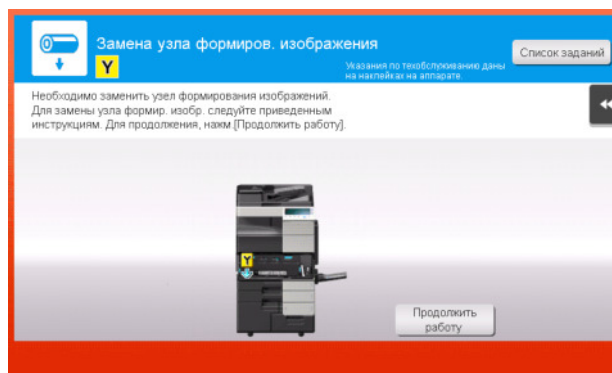 Замена узла формиров. изображения
Y
Указания по техобслуживанию даны
на наклейках на аппарате.
Список заданий
Необходимо заменить узел формирования изображений.
Для замены узла формир. изобр. следуйте приведенным
инструкциям. Для продолжения, нажм.[Продолжить работу].
Y
Продолжить
работу